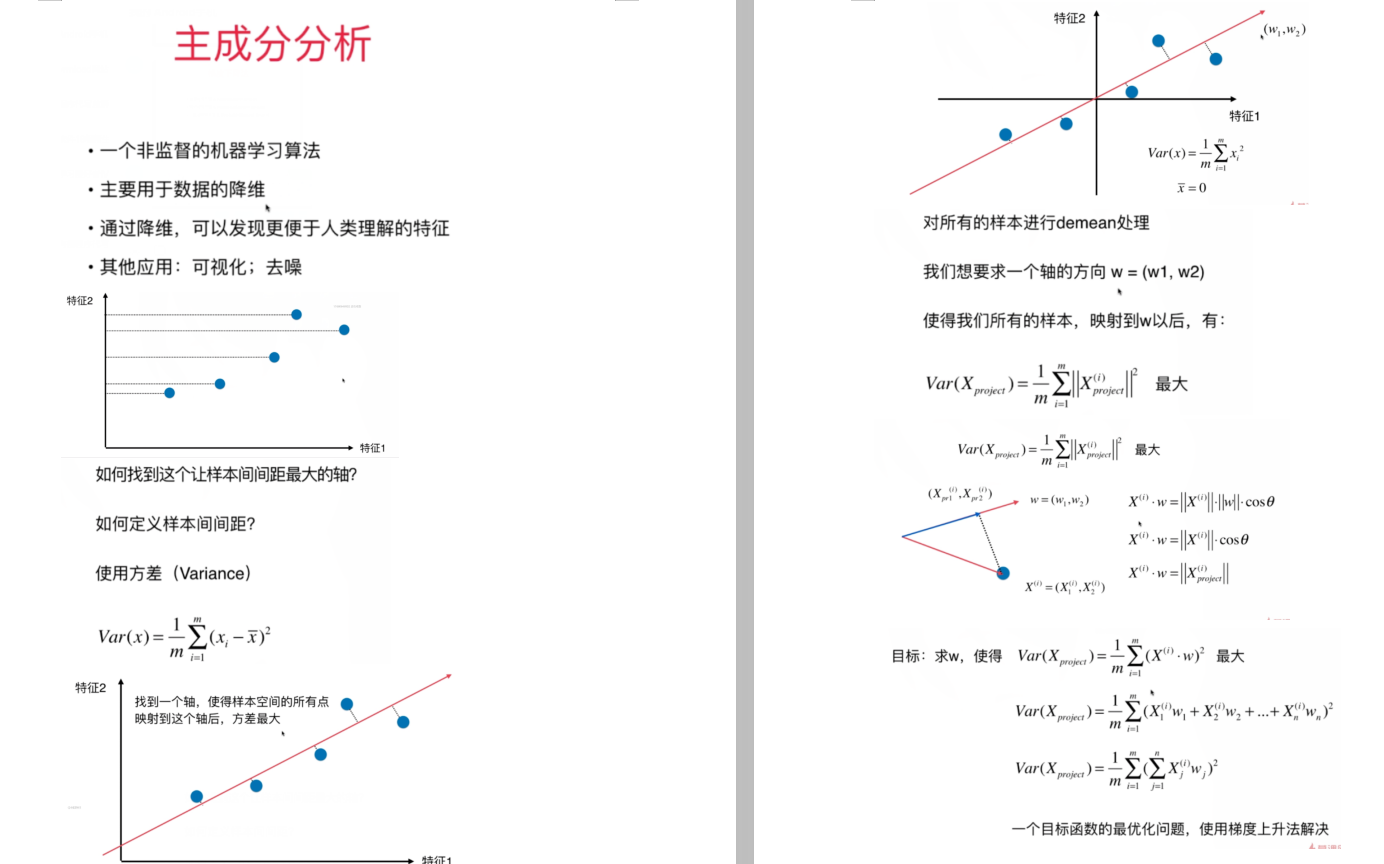 主成分分析
• 一个非监督的机器学习算法
• 主要用于数据的降维
• 通过降维，可以发现更便于人类理解的特征
• 其他应用：可视化；去噪
特征2
特征1
如何找到这个让样本间间距最大的轴？
如何定义样本间间距？
使用方差（Variance）
Var(x) = \frac{1}{m} \sum_{i=1}^{m} (x_i - \overline{x})^2
特征2
找到一个轴，使得样本空间的所有点
映射到这个轴后，方差最大
特征1
特征2
(w_1, w_2)
特征1
Var(x) = \frac{1}{m} \sum_{i=1}^{m} x_i^2
\overline{x} = 0
对所有的样本进行demean处理
我们想要求一个轴的方向 w = (w1, w2)
使得我们所有的样本，映射到w以后，有：
Var(X_{project}) = \frac{1}{m} \sum_{i=1}^{m} ||X_{project}^{(i)}||^2 最大
Var(X_{project}) = \frac{1}{m} \sum_{i=1}^{m} ||X_{project}^{(i)}||^2 最大
(X_{pr1}^{(i)}, X_{pr2}^{(i)})
w = (w_1, w_2)
X^{(i)} \cdot w = ||X^{(i)}|| \cdot ||w|| \cdot \cos\theta
X^{(i)} \cdot w = ||X^{(i)}|| \cdot \cos\theta
X^{(i)} \cdot w = ||X_{project}^{(i)}||
X^{(i)} = (X_1^{(i)}, X_2^{(i)})
目标：求w，使得 Var(X_{project}) = \frac{1}{m} \sum_{i=1}^{m} (X^{(i)} \cdot w)^2 最大
Var(X_{project}) = \frac{1}{m} \sum_{i=1}^{m} (X_1^{(i)} w_1 + X_2^{(i)} w_2 + ... + X_n^{(i)} w_n)^2
Var(X_{project}) = \frac{1}{m} \sum_{i=1}^{m} (\sum_{j=1}^{n} X_j^{(i)} w_j)^2
一个目标函数的最优化问题，使用梯度上升法解决